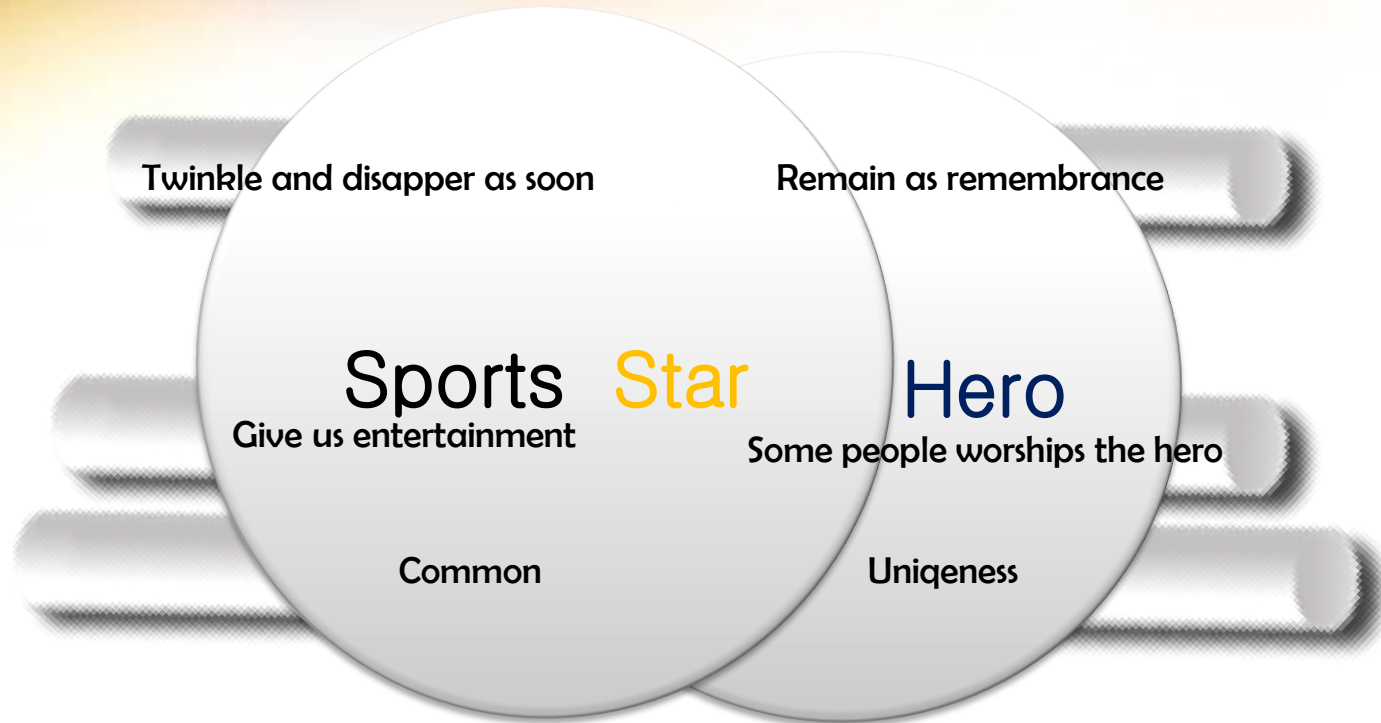 Twinkle and disapper as soon
Remain as remembrance
Sports Star
Hero
Give us entertainment
Some people worships the hero
Common
Uniqeness